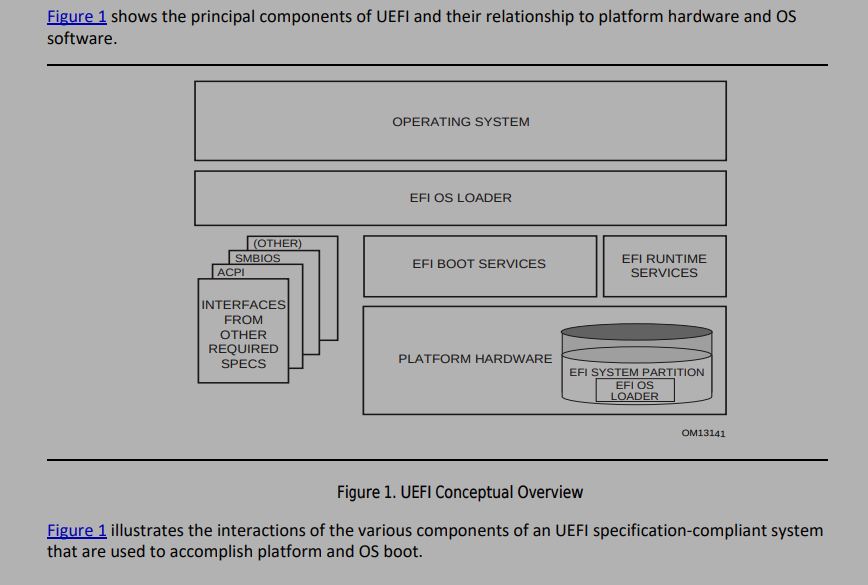 Figure 1 shows the principal components of UEFI and their relationship to platform hardware and OS
software.
OPERATING SYSTEM
EFI OS LOADER
(OTHER)
SMBIOS
ACPI
INTERFACES
FROM
OTHER
REQUIRED
SPECS
EFI BOOT SERVICES
EFI RUNTIME
SERVICES
PLATFORM HARDWARE
EFI SYSTEM PARTITION
EFI OS
LOADER
OM13141
Figure 1. UEFI Conceptual Overview
Figure 1 illustrates the interactions of the various components of an UEFI specification-compliant system
that are used to accomplish platform and OS boot.